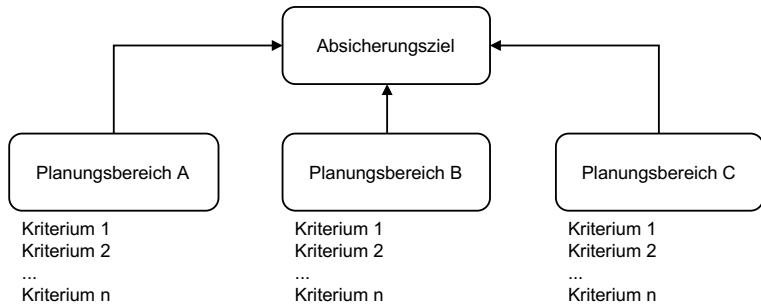 Absicherungsziel
Planungsbereich A
Planungsbereich B
Planungsbereich C
Kriterium 1
Kriterium 2
...
Kriterium n
Kriterium 1
Kriterium 2
...
Kriterium n
Kriterium 1
Kriterium 2
...
Kriterium n